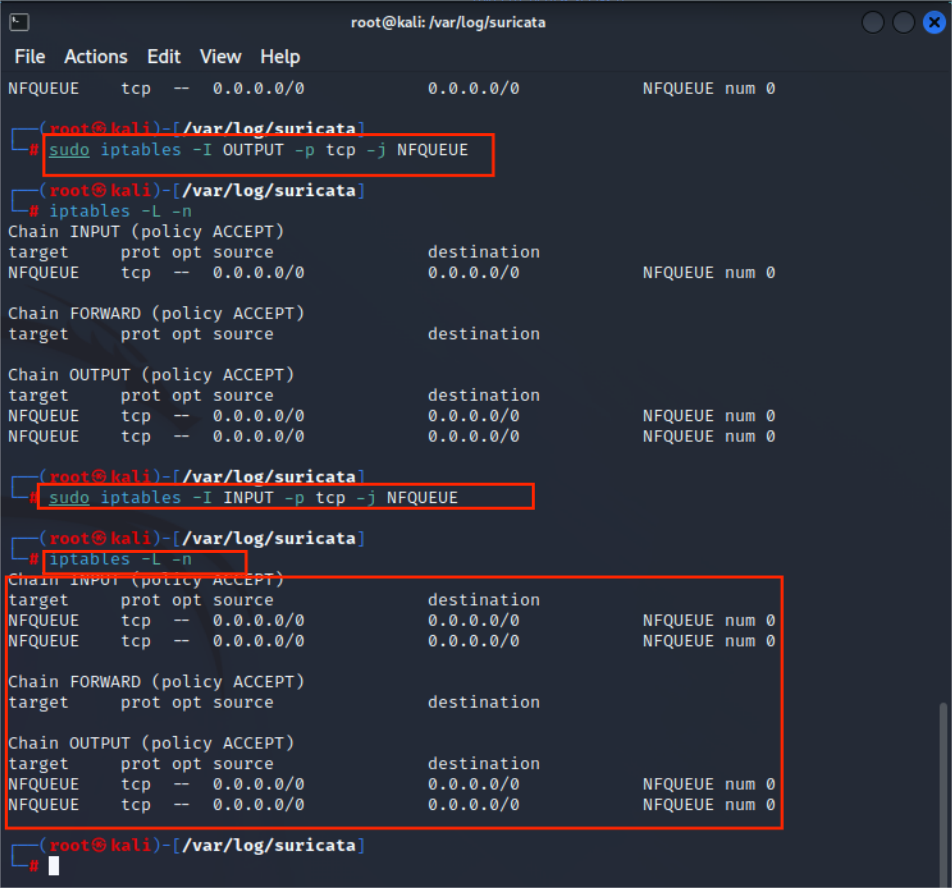 root@kali: /var/log/suricata
File Actions Edit View Help
NFQUEUE    tcp  --  0.0.0.0/0            0.0.0.0/0            NFQUEUE num 0
┌──(root㉿kali)-[/var/log/suricata]
└─# sudo iptables -I OUTPUT -p tcp -j NFQUEUE
┌──(root㉿kali)-[/var/log/suricata]
└─# iptables -L -n
Chain INPUT (policy ACCEPT)
target     prot opt source               destination
NFQUEUE    tcp  --  0.0.0.0/0            0.0.0.0/0            NFQUEUE num 0
Chain FORWARD (policy ACCEPT)
target     prot opt source               destination
Chain OUTPUT (policy ACCEPT)
target     prot opt source               destination
NFQUEUE    tcp  --  0.0.0.0/0            0.0.0.0/0            NFQUEUE num 0
NFQUEUE    tcp  --  0.0.0.0/0            0.0.0.0/0            NFQUEUE num 0
┌──(root㉿kali)-[/var/log/suricata]
└─# sudo iptables -I INPUT -p tcp -j NFQUEUE
┌──(root㉿kali)-[/var/log/suricata]
└─# iptables -L -n
Chain INPUT (policy ACCEPT)
target     prot opt source               destination
NFQUEUE    tcp  --  0.0.0.0/0            0.0.0.0/0            NFQUEUE num 0
NFQUEUE    tcp  --  0.0.0.0/0            0.0.0.0/0            NFQUEUE num 0
Chain FORWARD (policy ACCEPT)
target     prot opt source               destination
Chain OUTPUT (policy ACCEPT)
target     prot opt source               destination
NFQUEUE    tcp  --  0.0.0.0/0            0.0.0.0/0            NFQUEUE num 0
NFQUEUE    tcp  --  0.0.0.0/0            0.0.0.0/0            NFQUEUE num 0
┌──(root㉿kali)-[/var/log/suricata]
└─#